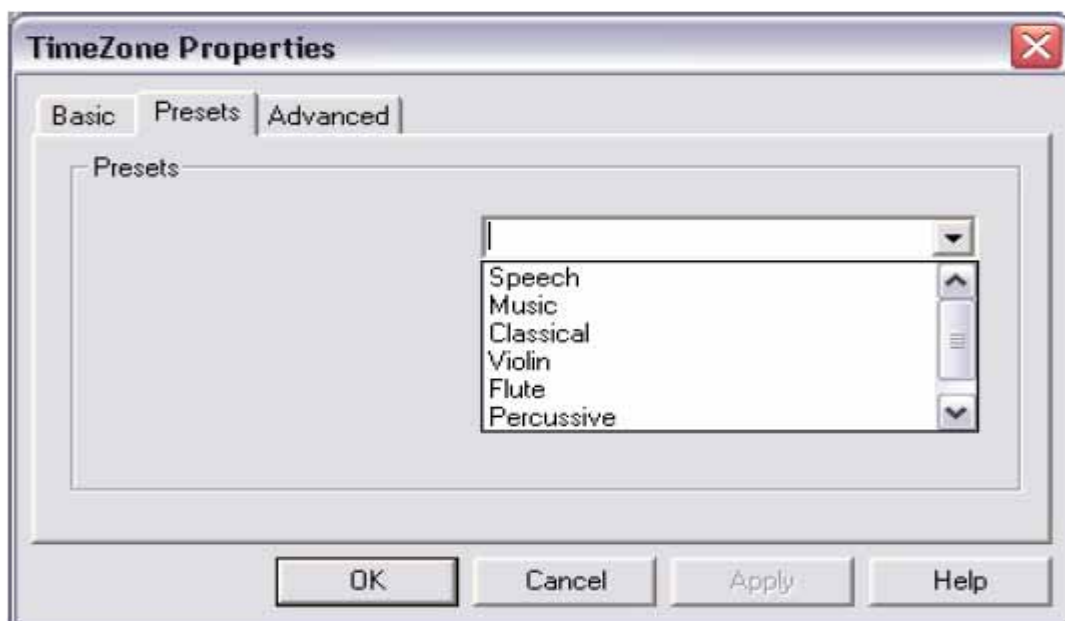 TimeZone Properties
Basic Presets Advanced
Presets
Speech
Music
Classical
Violin
Flute
Percussive
OK Cancel Apply Help